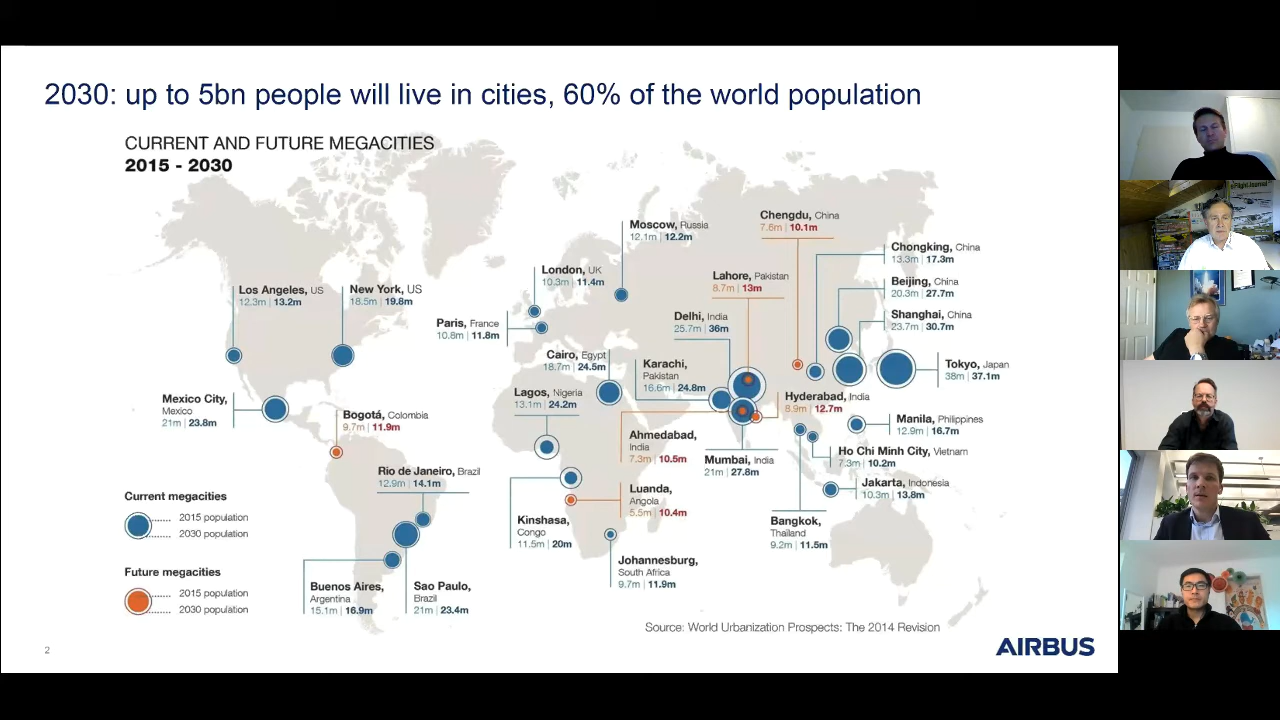 2030: up to 5bn people will live in cities, 60% of the world population
CURRENT AND FUTURE MEGACITIES
2015 - 2030
Moscow, Russia
12.1m | 12.2m
Chengdu, China
7.6m | 10.1m
Chongking, China
13.3m | 17.3m
London, UK
10.3m | 11.4m
Lahore, Pakistan
8.7m | 13m
Beijing, China
20.3m | 27.7m
Los Angeles, US
12.3m | 13.2m
New York, US
18.5m | 19.8m
Paris, France
10.8m | 11.8m
Delhi, India
25.7m | 36m
Shanghai, China
23.7m | 30.7m
Cairo, Egypt
18.7m | 24.5m
Karachi,
Pakistan
16.6m | 24.8m
Tokyo, Japan
38m | 37.1m
Mexico City,
Mexico
21m | 23.8m
Bogotá, Colombia
9.7m | 11.9m
Lagos, Nigeria
13.1m | 24.2m
Hyderabad, India
8.9m | 12.7m
Manila, Philippines
12.9m | 16.7m
Ahmedabad,
India
7.3m | 10.5m
Mumbai, India
21m | 27.8m
Ho Chi Minh City, Vietnam
7.3m | 10.2m
Rio de Janeiro, Brazil
12.9m | 14.1m
Luanda,
Angola
5.5m | 10.4m
Jakarta, Indonesia
10.3m | 13.8m
Current megacities
2015 population
2030 population
Kinshasa,
Congo
11.5m | 20m
Bangkok,
Thailand
9.2m | 11.5m
Future megacities
2015 population
2030 population
Buenos Aires,
Argentina
15.1m | 16.9m
Sao Paulo,
Brazil
21m | 23.4m
Johannesburg,
South Africa
9.7m | 11.9m
Source: World Urbanization Prospects: The 2014 Revision
2
AIRBUS